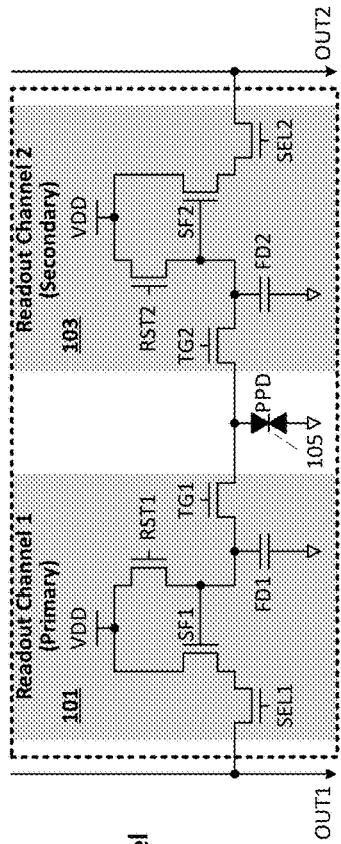 Readout Channel 1
(Primary)
101
VDD
RST1
SF1
TG1
FD1
SEL1
OUT1
PPD
105
Readout Channel 2
(Secondary)
103
VDD
RST2
SF2
TG2
FD2
SEL2
OUT2